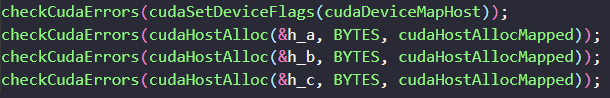 checkCudaErrors(cudaSetDeviceFlags(cudaDeviceMapHost));
checkCudaErrors(cudaHostAlloc(&h_a, BYTES, cudaHostAllocMapped));
checkCudaErrors(cudaHostAlloc(&h_b, BYTES, cudaHostAllocMapped));
checkCudaErrors(cudaHostAlloc(&h_c, BYTES, cudaHostAllocMapped));